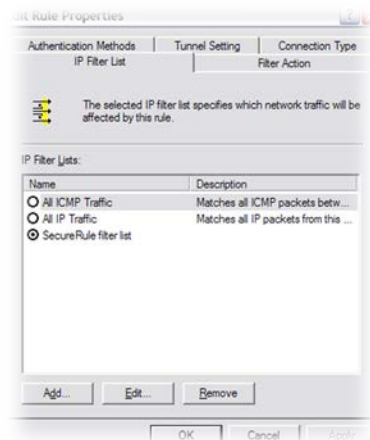 dit Rule Properties
Authentication Methods Tunnel Setting Connection Type
IP Filter List Filter Action
The selected IP filter list specifies which network traffic will be
affected by this rule.
IP Filter Lists:
Name Description
All ICMP Traffic Matches all ICMP packets betw...
All IP Traffic Matches all IP packets from this ...
SecureRule filter list
Add... Edit... Remove
OK Cancel Apply